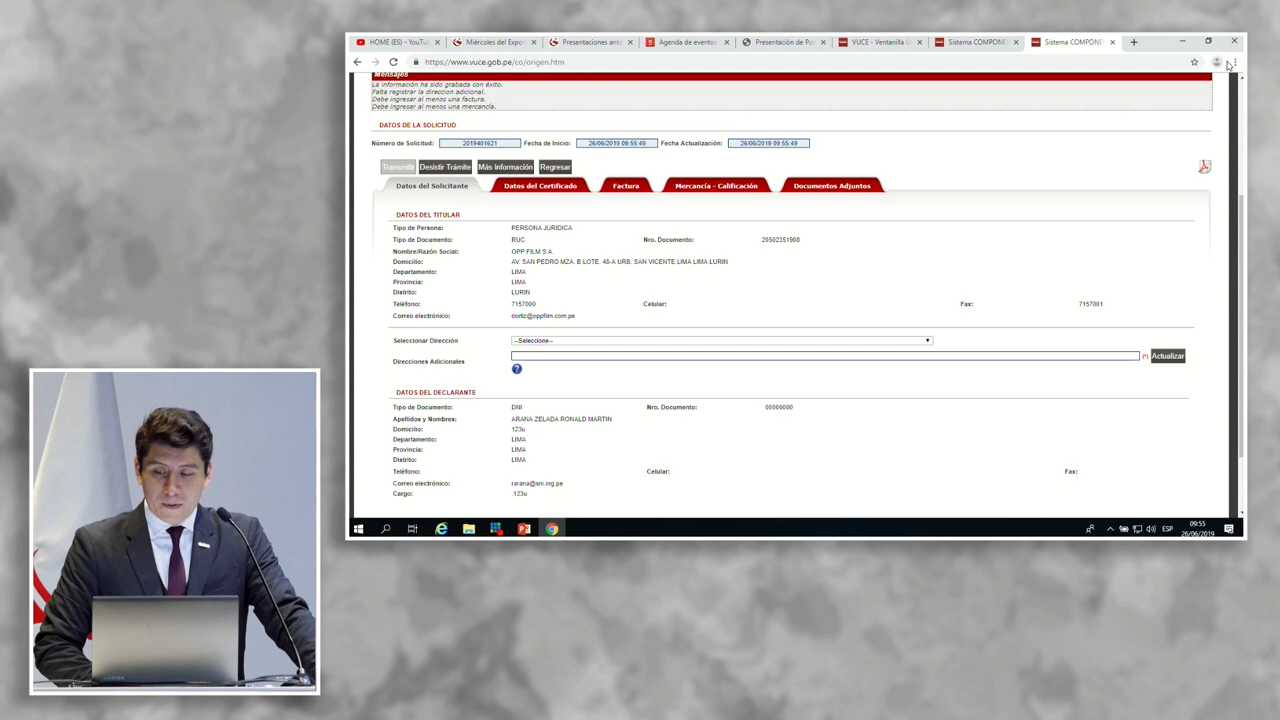 HOME (ES) - YouTu
Miércoles del Expor
Presentaciones ante
Agenda de eventos
Presentación de Po
VUCE - Ventanilla U
Sistema COMPONE
Sistema COMPONE
https://www.vuce.gob.pe/co/origen.htm
Mensajes
La información ha sido grabada con éxito.
Falta registrar la direccion adicional.
Debe ingresar al menos una factura.
Debe ingresar al menos una mercancía.
DATOS DE LA SOLICITUD
Número de Solicitud: 2019401621 Fecha de Inicio: 26/06/2019 09:55:49 Fecha Actualización: 26/06/2019 09:55:49
Transmitir Desistir Trámite Más Información Regresar
Datos del Solicitante Datos del Certificado Factura Mercancía - Calificación Documentos Adjuntos
DATOS DEL TITULAR
Tipo de Persona: PERSONA JURIDICA
Tipo de Documento: RUC Nro. Documento: 20502351908
Nombre/Razón Social: OPP FILM S.A.
Domicilio: AV. SAN PEDRO MZA. B LOTE. 48-A URB. SAN VICENTE LIMA LIMA LURIN
Departamento: LIMA
Provincia: LIMA
Distrito: LURIN
Teléfono: 7157000 Celular: Fax: 7157001
Correo electrónico: dortiz@oppfilm.com.pe
Seleccionar Dirección --Seleccione--
Direcciones Adicionales (*) Actualizar
?
DATOS DEL DECLARANTE
Tipo de Documento: DNI Nro. Documento: 00000000
Apellidos y Nombres: ARANA ZELADA RONALD MARTIN
Domicilio: 123u
Departamento: LIMA
Provincia: LIMA
Distrito: LIMA
Teléfono: Celular: Fax:
Correo electrónico: rarana@sni.org.pe
Cargo: .123u
ESP
09:55
26/06/2019